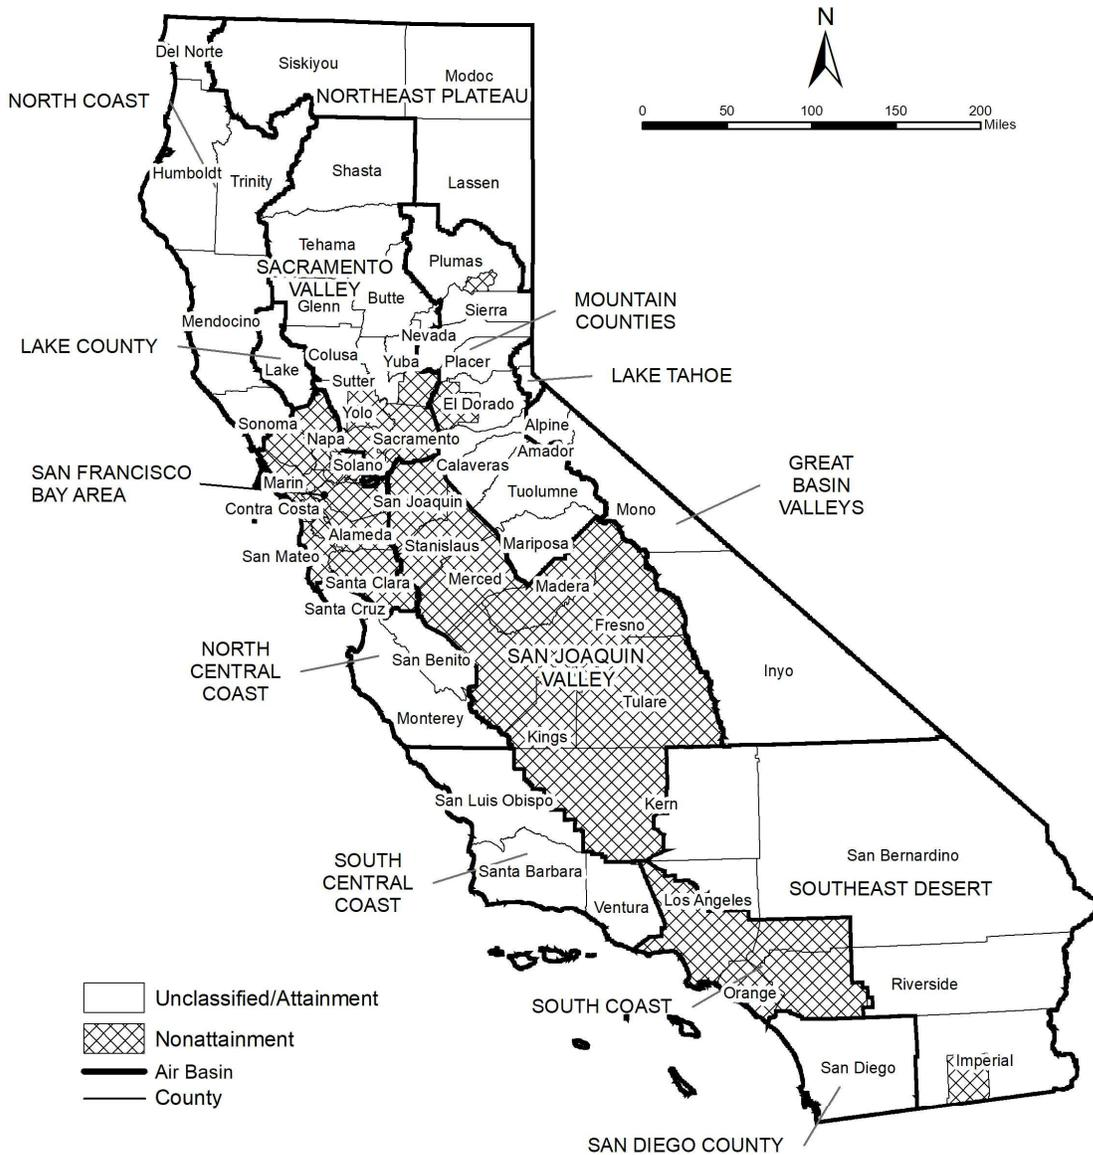 N
0 50 100 150 200
Miles
Del Norte
Siskiyou
Modoc
NORTH COAST
NORTHEAST PLATEAU
Humboldt
Trinity
Shasta
Lassen
Tehama
SACRAMENTO
VALLEY
Plumas
Glenn
Butte
Sierra
MOUNTAIN
COUNTIES
Mendocino
Nevada
LAKE COUNTY
Lake
Colusa
Yuba
Placer
LAKE TAHOE
Sutter
El Dorado
Yolo
Sonoma
Napa
Sacramento
Alpine
Amador
SAN FRANCISCO
BAY AREA
Solano
Calaveras
Marin
Contra Costa
San Joaquin
Tuolumne
Mono
GREAT
BASIN
VALLEYS
Alameda
Stanislaus
Mariposa
San Mateo
Santa Clara
Merced
Madera
Santa Cruz
Fresno
NORTH
CENTRAL
COAST
San Benito
SAN JOAQUIN
VALLEY
Inyo
Tulare
Monterey
Kings
San Luis Obispo
Kern
SOUTH
CENTRAL
COAST
Santa Barbara
San Bernardino
SOUTHEAST DESERT
Ventura
Los Angeles
Riverside
Orange
SOUTH COAST
San Diego
Imperial
SAN DIEGO COUNTY
Unclassified/Attainment
Nonattainment
Air Basin
County